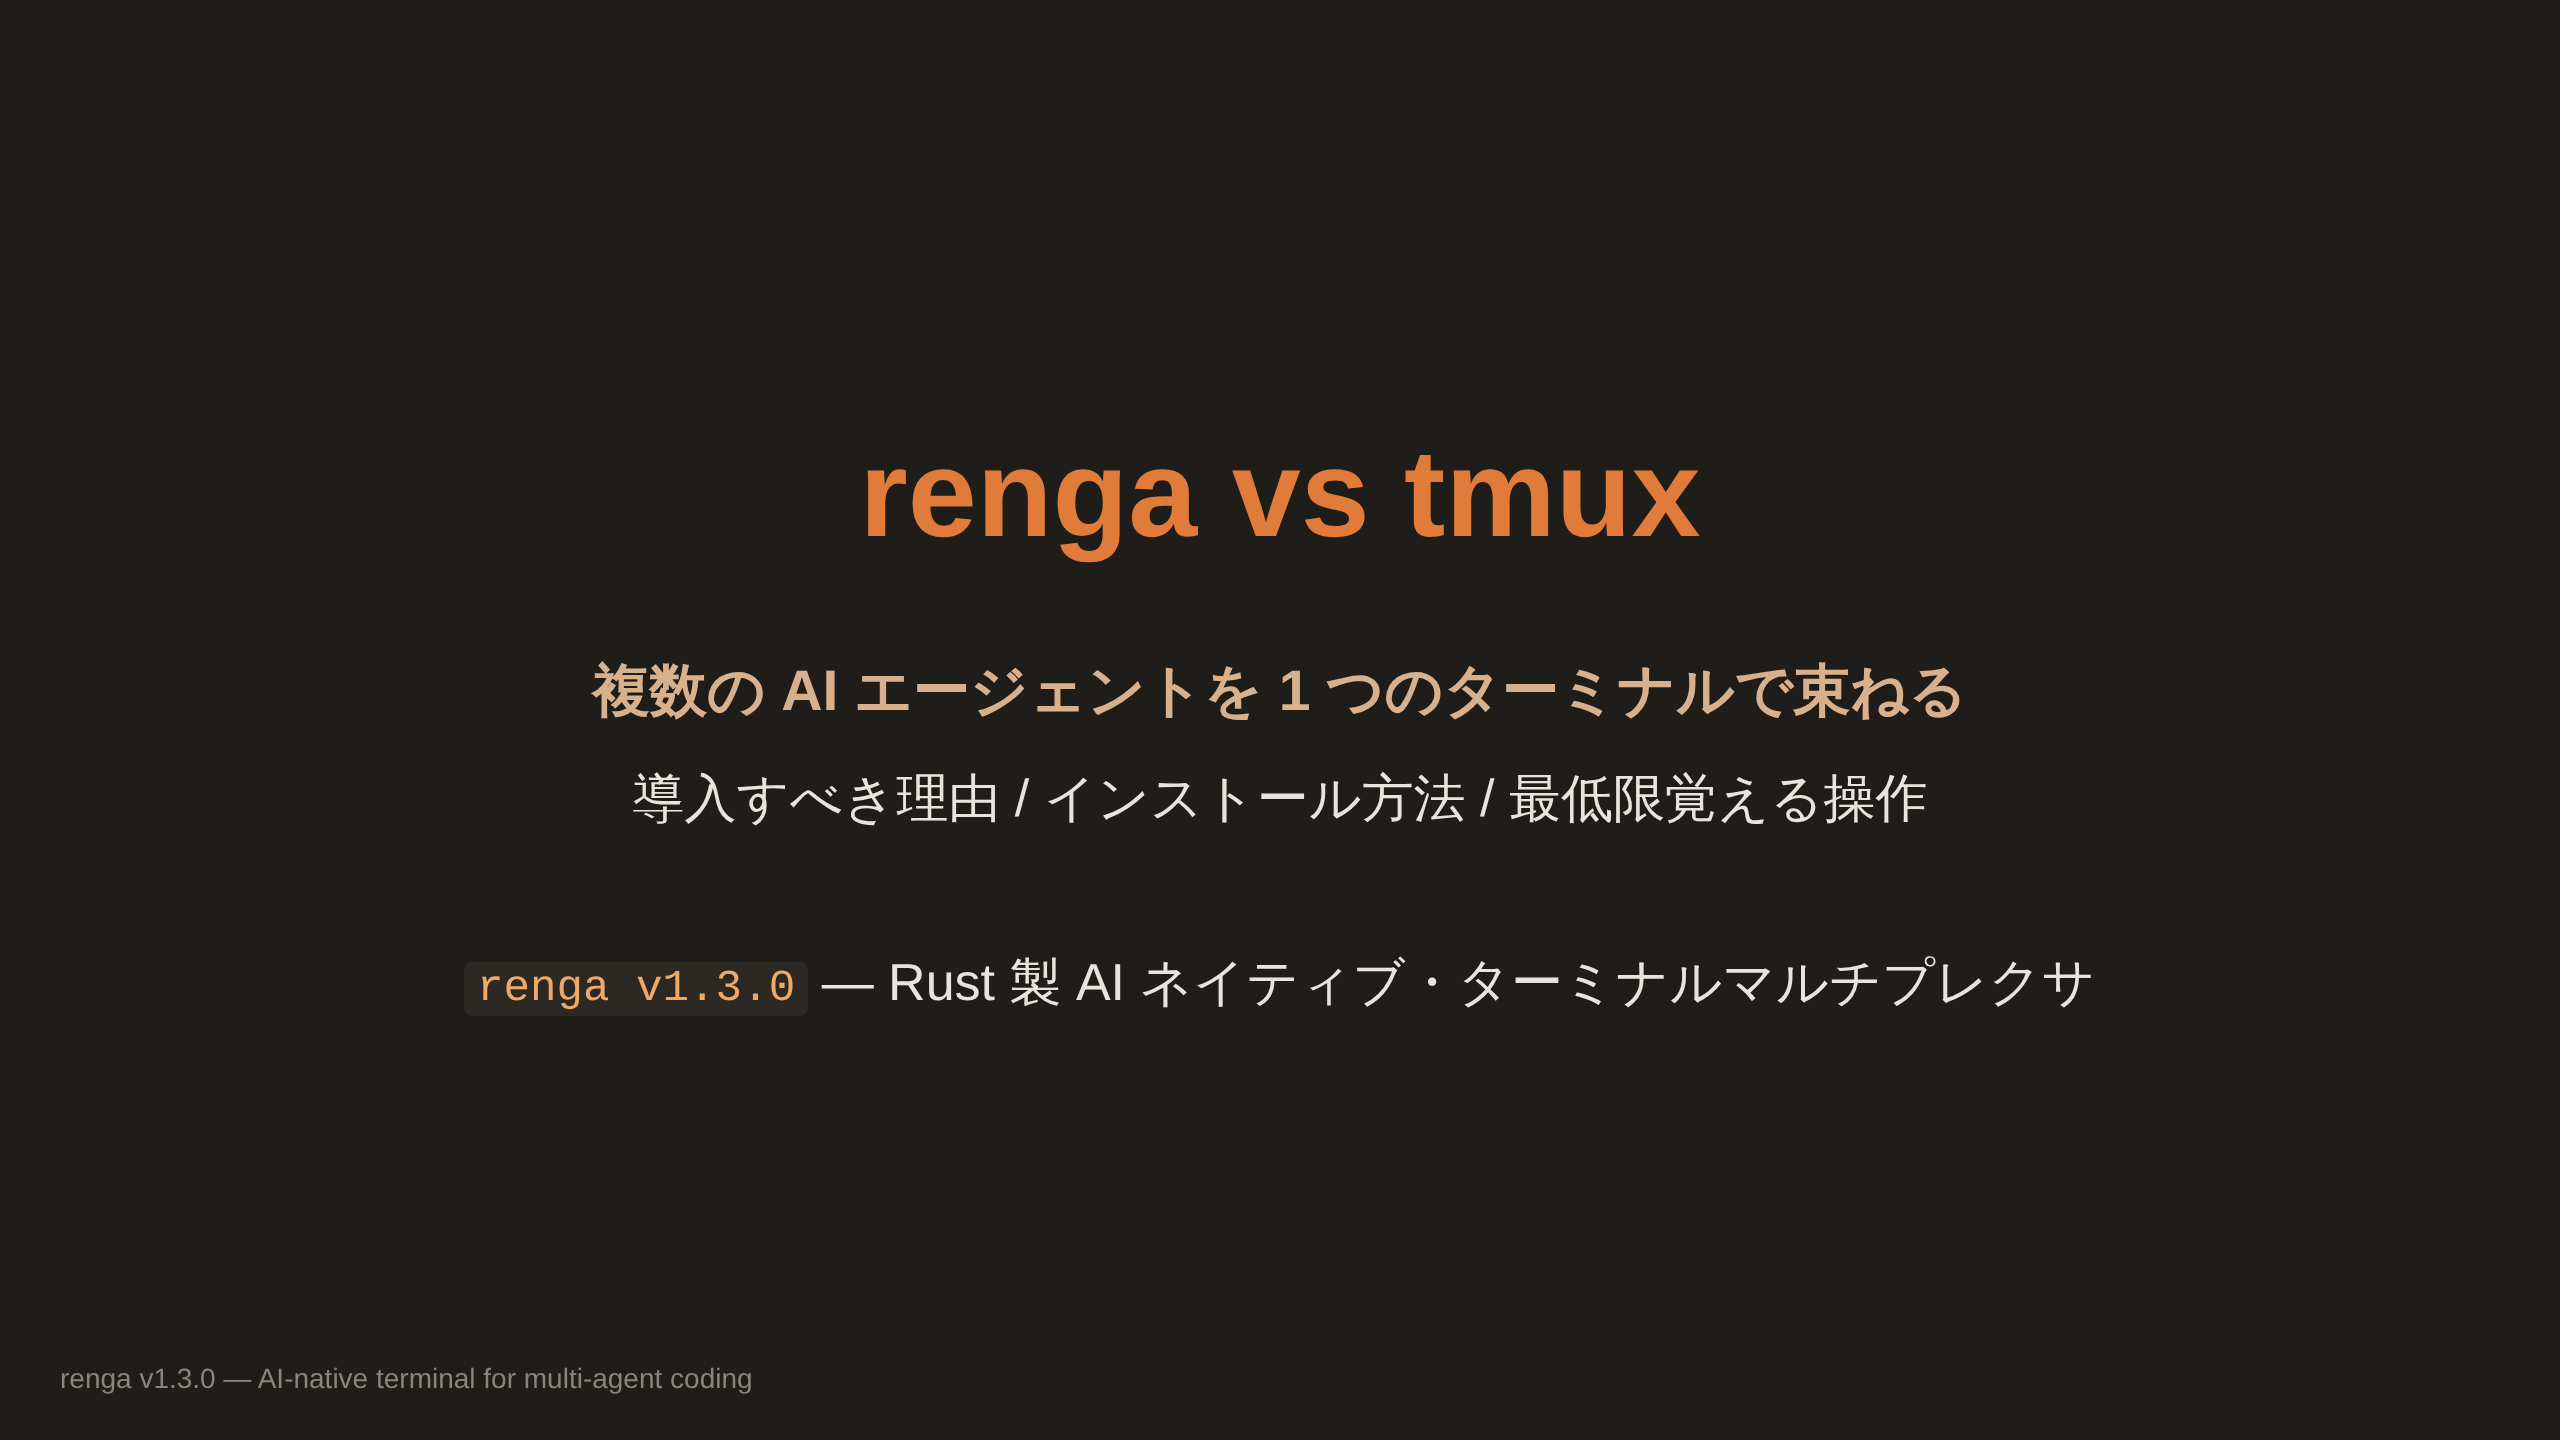 renga vs tmux
複数の AI エージェントを 1 つのターミナルで束ねる
導入すべき理由 / インストール方法 / 最低限覚える操作
renga v1.3.0 — Rust 製 AI ネイティブ・ターミナルマルチプレクサ
renga v1.3.0 — AI-native terminal for multi-agent coding